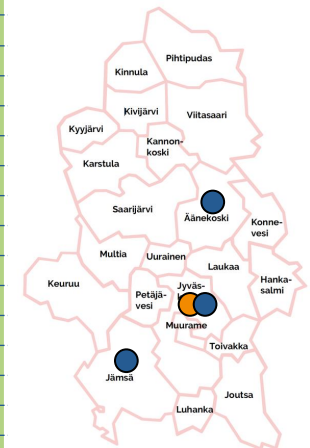 Pihtipudas
Kinnula
Kivijärvi
Viitasaari
Kyyjärvi
Kannon-
koski
Karstula
Saarijärvi
Äänekoski
Konne-
vesi
Multia
Uurainen
Laukaa
Keuruu
Hanka-
salmi
Petäjä-
vesi
Jyväs-
Muurame
Toivakka
Jämsä
Joutsa
Luhanka